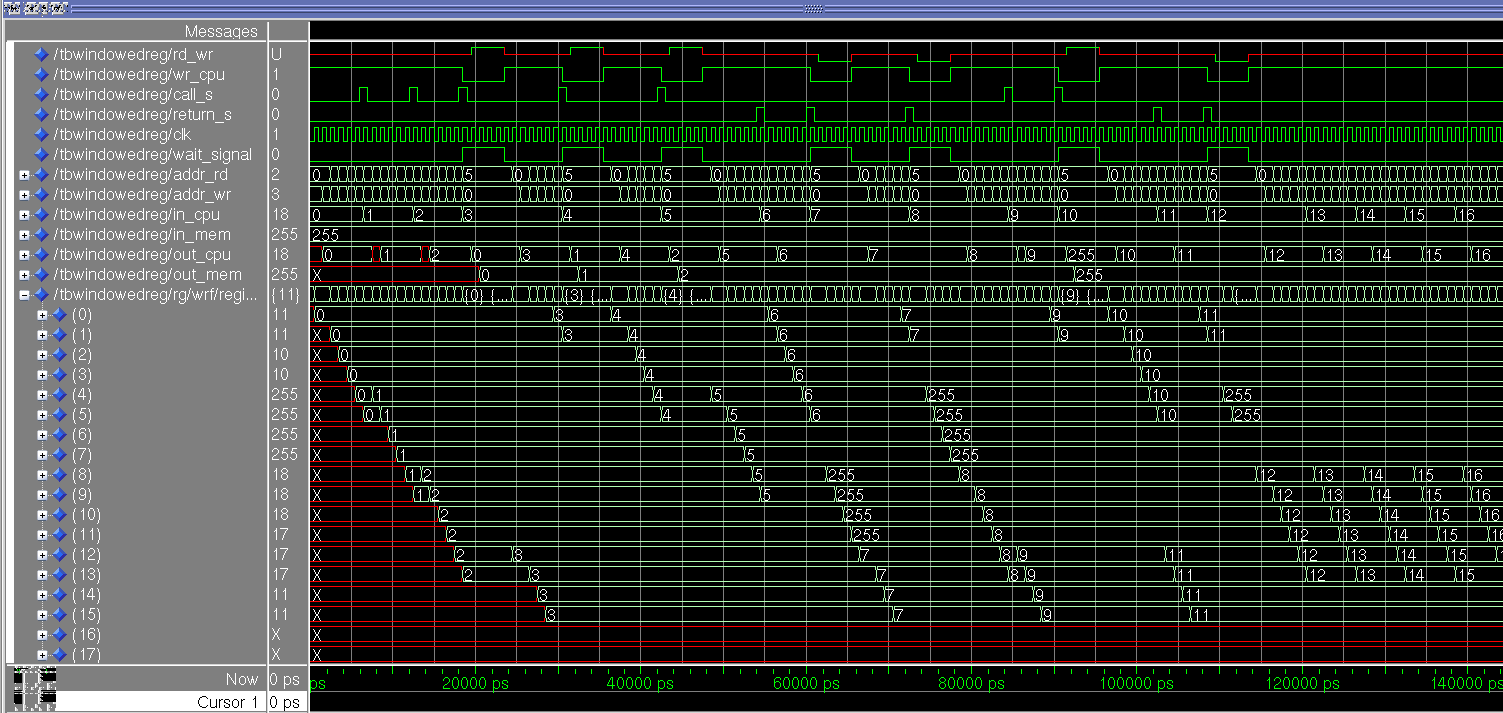 Messages
/tbwindowedreg/rd_wr U
/tbwindowedreg/wr_cpu 1
/tbwindowedreg/call_s 0
/tbwindowedreg/return_s 0
/tbwindowedreg/clk 1
/tbwindowedreg/wait_signal 0
/tbwindowedreg/addr_rd 2 0 5 0 5 0 5 0 5 0 5 0 5 0 5 0
/tbwindowedreg/addr_wr 3 0 0 0 0 0 0 0 0
/tbwindowedreg/in_cpu 18 0 1 2 3 4 5 6 7 8 9 10 11 12 13 14 15 16
/tbwindowedreg/in_mem 255 255
/tbwindowedreg/out_cpu 18 0 1 2 0 3 1 4 2 5 6 7 8 9 255 10 11 12 13 14 15 16
/tbwindowedreg/out_mem 255 X 0 1 2 255
/tbwindowedreg/rg/wrf/regi... {11} {0} {... {3} {... {4} {... {9} {... {...
(0) 11 0 3 4 6 7 9 10 11
(1) 11 X 0 3 4 6 7 9 10 11
(2) 10 X 0 4 6 10
(3) 10 X 0 4 6 10
(4) 255 X 0 1 4 5 6 255 10 255
(5) 255 X 0 1 4 5 6 255 10 255
(6) 255 X 1 5 255
(7) 255 X 1 5 255
(8) 18 X 1 2 5 255 8 12 13 14 15 16
(9) 18 X 1 2 5 255 8 12 13 14 15 16
(10) 18 X 2 255 8 12 13 14 15 16
(11) 17 X 2 255 8 12 13 14 15 16
(12) 17 X 2 3 7 8 9 11 12 13 14 15
(13) 17 X 2 3 7 8 9 11 12 13 14 15
(14) 11 X 3 7 9 11
(15) 11 X 3 7 9 11
(16) X X
(17) X X
Now 0 ps ps 20000 ps 40000 ps 60000 ps 80000 ps 100000 ps 120000 ps 140000 ps
Cursor 1 0 ps